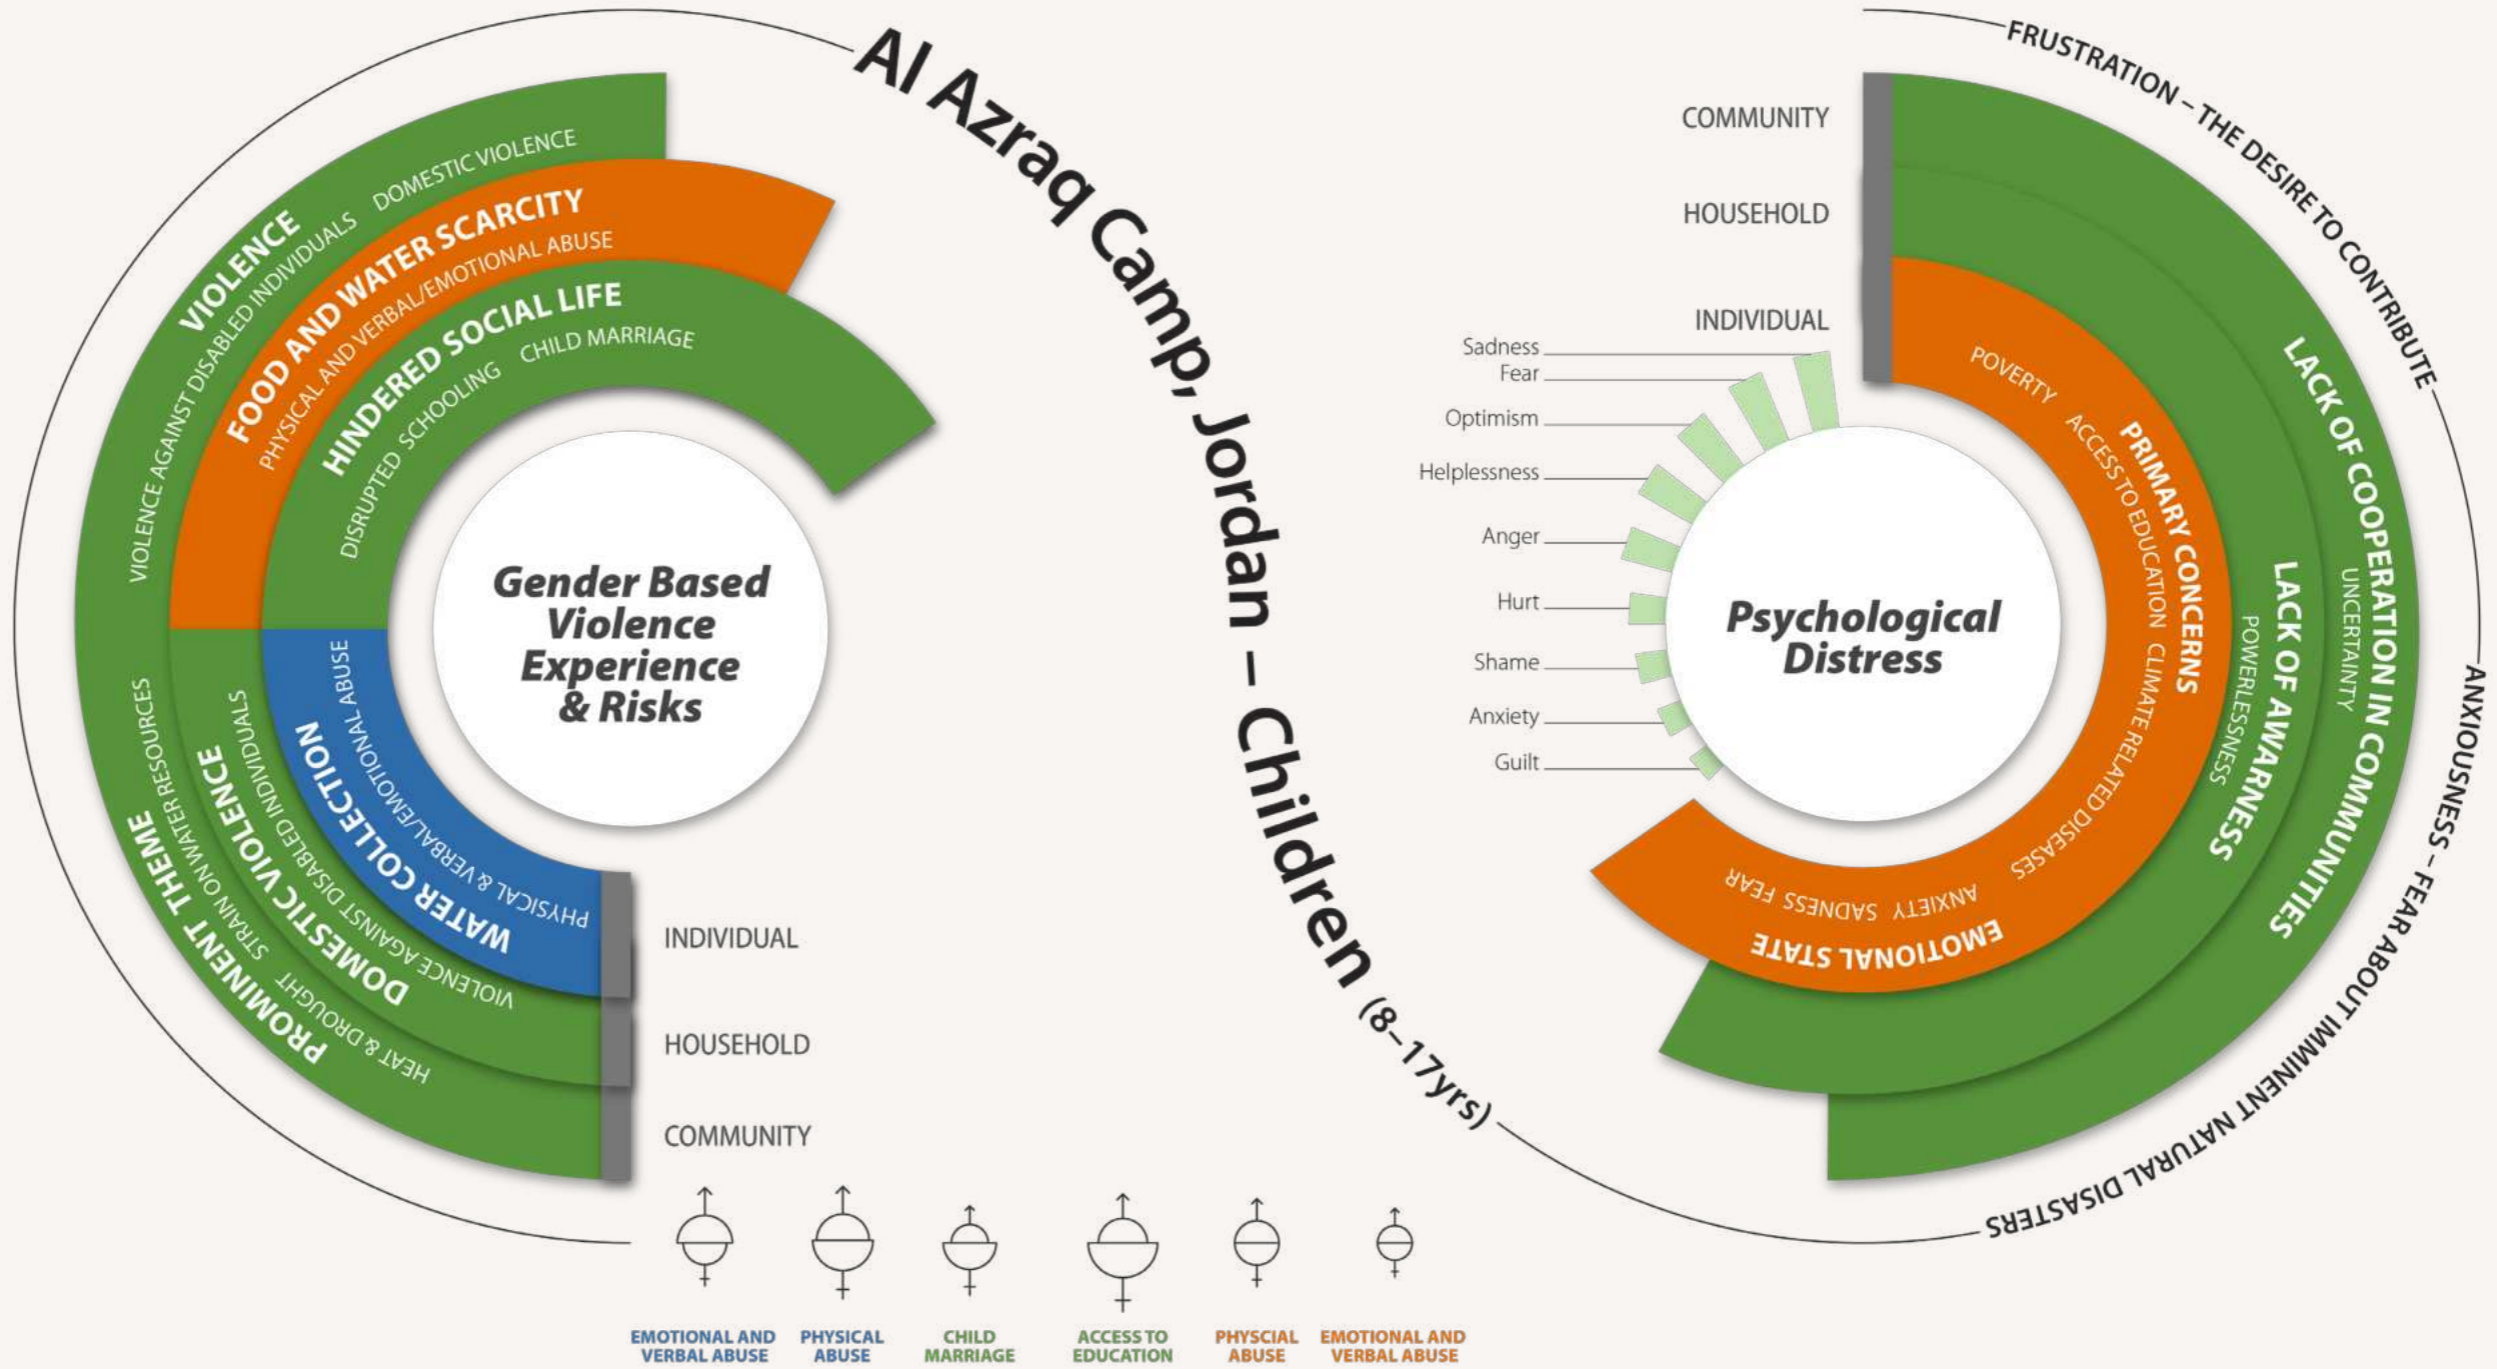 Al Azraq Camp, Jordan – Children (8–17yrs)
VIOLENCE
VIOLENCE AGAINST DISABLED INDIVIDUALS DOMESTIC VIOLENCE
FOOD AND WATER SCARCITY
PHYSICAL AND VERBAL/EMOTIONAL ABUSE
HINDERED SOCIAL LIFE
DISRUPTED SCHOOLING CHILD MARRIAGE
Gender Based
Violence
Experience
& Risks
PHYSICAL & VERBAL/EMOTIONAL ABUSE
WATER COLLECTION
VIOLENCE AGAINST DISABLED INDIVIDUALS
DOMESTIC VIOLENCE
HEAT & DROUGHT STRAIN ON WATER RESOURCES
PROMINENT THEME
INDIVIDUAL
HOUSEHOLD
COMMUNITY
EMOTIONAL AND
VERBAL ABUSE
PHYSICAL
ABUSE
CHILD
MARRIAGE
ACCESS TO
EDUCATION
PHYSCIAL
ABUSE
EMOTIONAL AND
VERBAL ABUSE
COMMUNITY
HOUSEHOLD
INDIVIDUAL
Sadness
Fear
Optimism
Helplessness
Anger
Hurt
Shame
Anxiety
Guilt
Psychological
Distress
POVERTY ACCESS TO EDUCATION CLIMATE RELATED DISEASES
PRIMARY CONCERNS
ANXIETY SADNESS FEAR
EMOTIONAL STATE
LACK OF AWARNESS
POWERLESSNESS
LACK OF COOPERATION IN COMMUNITIES
UNCERTAINTY
FRUSTRATION – THE DESIRE TO CONTRIBUTE
ANXIOUSNESS – FEAR ABOUT IMMINENT NATURAL DISASTERS